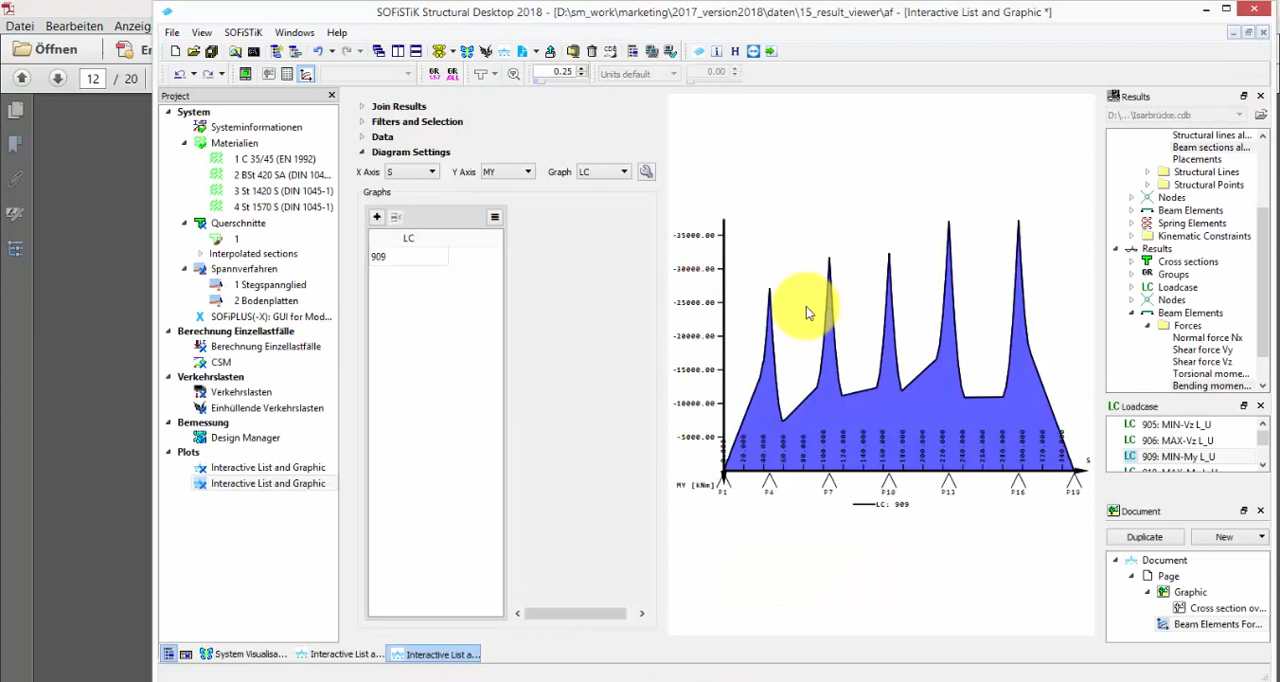 SOFiSTiK Structural Desktop 2018 - [D:\sm_work\marketing\2017_version2018\daten\15_result_viewer\af - [Interactive List and Graphic *]
Datei Bearbeiten Anzeig
File View SOFiSTiK Windows Help
Öffnen
12 / 20
0.25 Units default 0.00
Project
System
Systeminformationen
Materialien
1 C 35/45 (EN 1992)
2 BSt 420 SA (DIN 104...
3 St 1420 S (DIN 1045-1)
4 St 1570 S (DIN 1045-1)
Querschnitte
1
Interpolated sections
Spannverfahren
1 Stegspannglied
2 Bodenplatten
SOFiPLUS(-X): GUI for Mod...
Berechnung Einzellastfälle
Berechnung Einzellastfälle
CSM
Verkehrslasten
Verkehrslasten
Einhüllende Verkehrslasten
Bemessung
Design Manager
Plots
Interactive List and Graphic
Interactive List and Graphic
Join Results
Filters and Selection
Data
Diagram Settings
X Axis S Y Axis MY Graph LC
Graphs
LC
909
-35000.00
-30000.00
-25000.00
-20000.00
-15000.00
-10000.00
-5000.00
MY [kNm]
P1 P4 P7 P10 P13 P16 P19
S
LC: 909
Results
D:\...\Isarbrücke.cdb
Structural lines al...
Beam sections al...
Placements
Structural Lines
Structural Points
Nodes
Beam Elements
Spring Elements
Kinematic Constraints
Results
Cross sections
Groups
Loadcase
Nodes
Beam Elements
Forces
Normal force Nx
Shear force Vy
Shear force Vz
Torsional mome...
Bending momen...
Loadcase
LC 905: MIN-Vz L_U
LC 906: MAX-Vz L_U
LC 909: MIN-My L_U
Document
Duplicate New
Document
Page
Graphic
Cross section ov...
Beam Elements For...
System Visualisa... Interactive List a... Interactive List a...